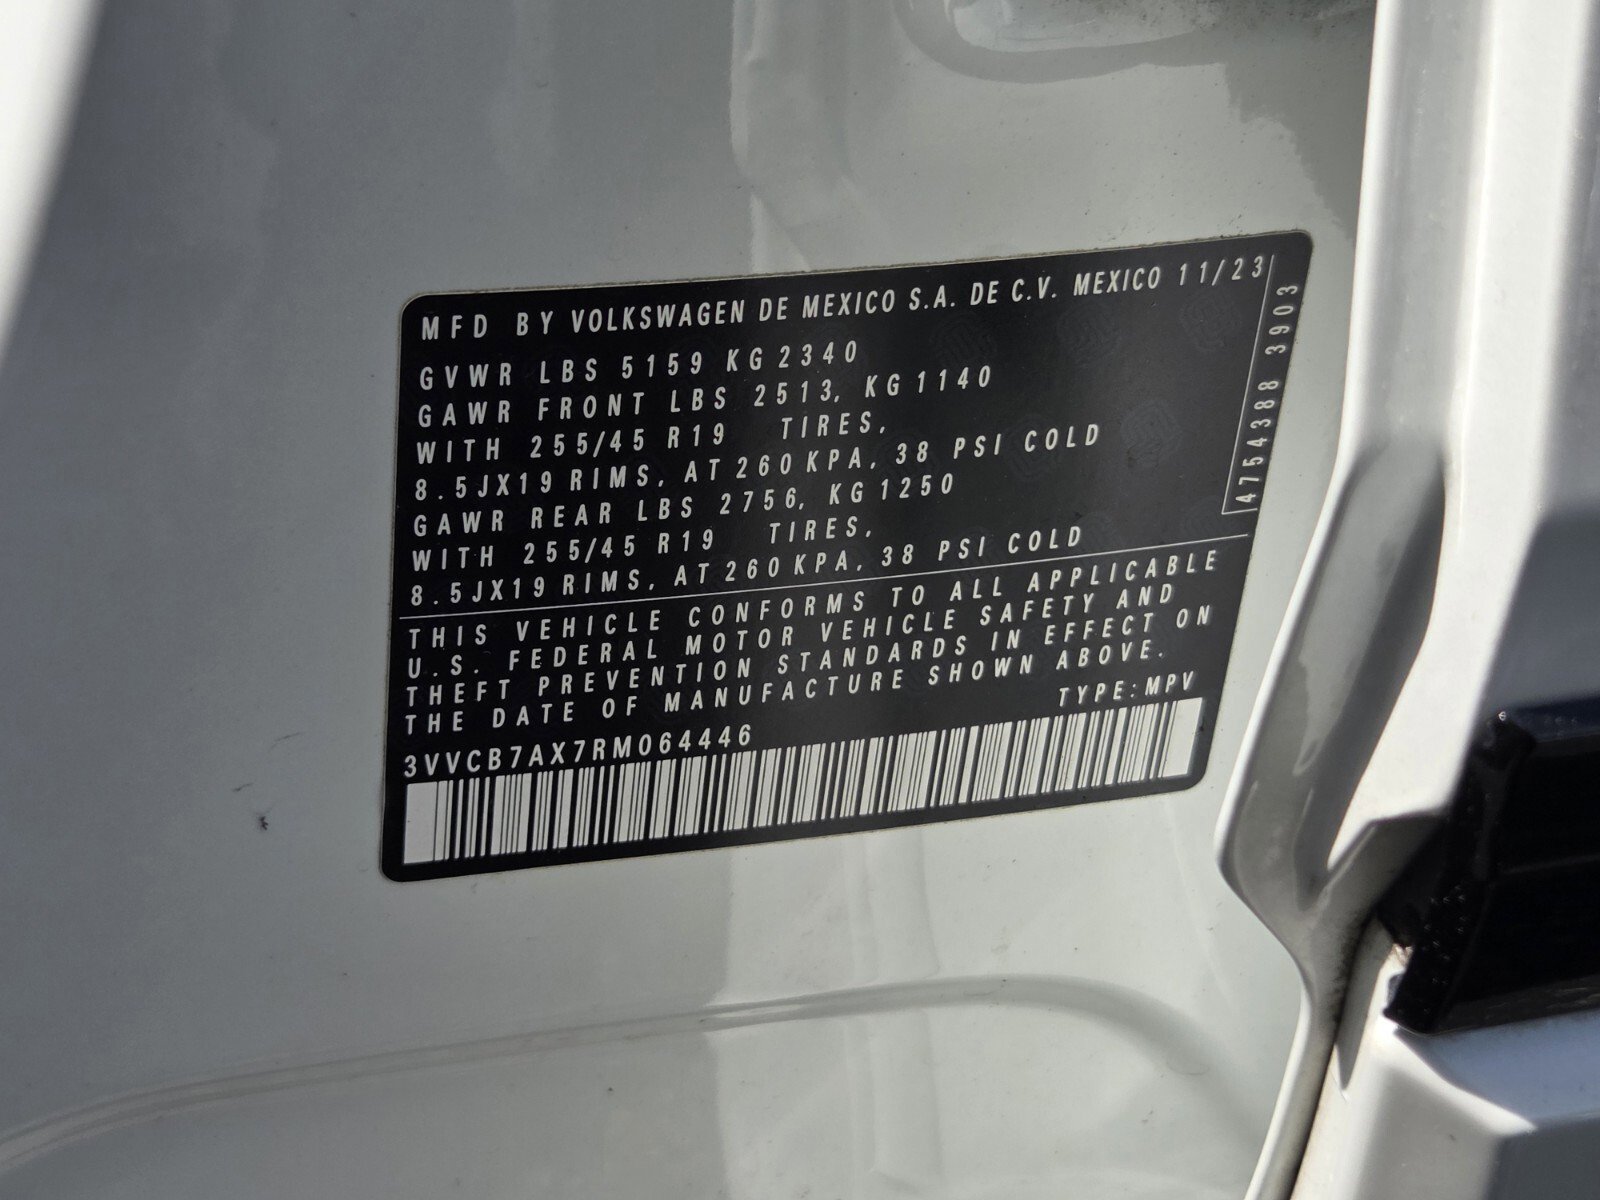 MFD BY VOLKSWAGEN DE MEXICO S.A. DE C.V. MEXICO 11/23
GVWR LBS 5159 KG 2340
GAWR FRONT LBS 2513, KG 1140
WITH 255/45 R19 TIRES,
8.5JX19 RIMS, AT 260 KPA, 38 PSI COLD
GAWR REAR LBS 2756, KG 1250
WITH 255/45 R19 TIRES,
8.5JX19 RIMS, AT 260 KPA, 38 PSI COLD
4754388 3903
THIS VEHICLE CONFORMS TO ALL APPLICABLE
U.S. FEDERAL MOTOR VEHICLE SAFETY AND
THEFT PREVENTION STANDARDS IN EFFECT ON
THE DATE OF MANUFACTURE SHOWN ABOVE.
TYPE: MPV
3VVCB7AX7RM064446